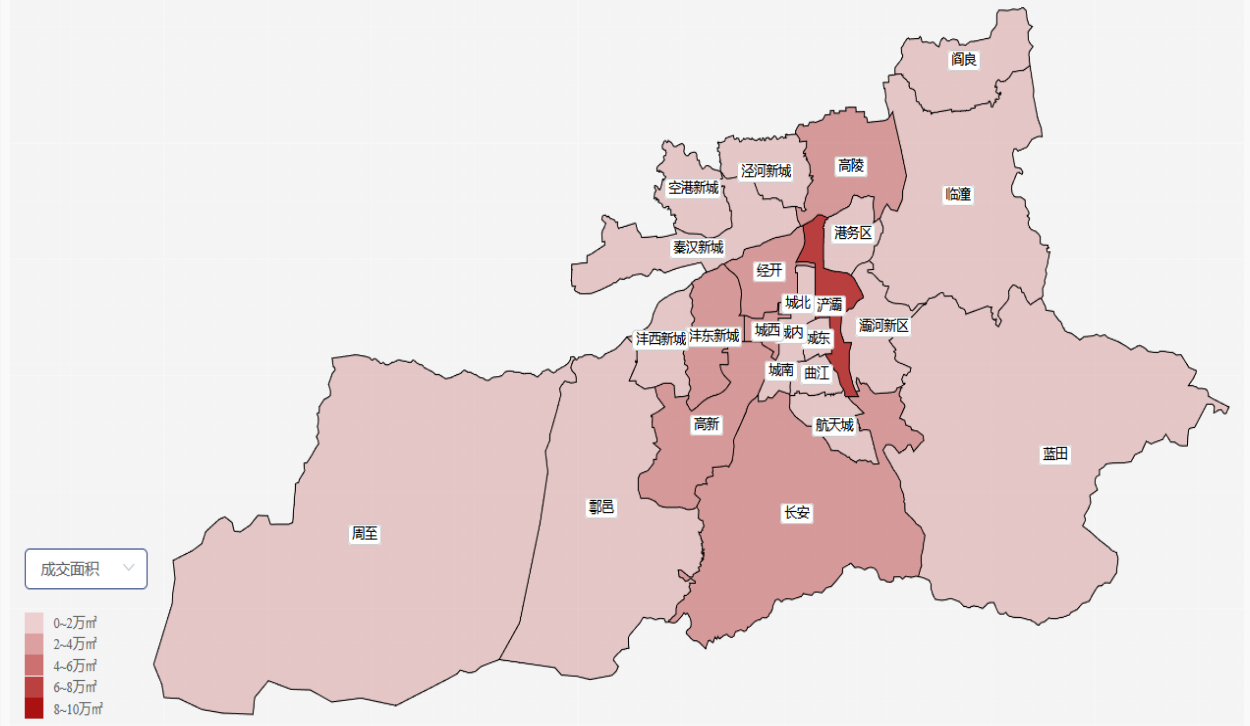 阎良
高陵
泾河新城
空港新城
临潼
港务区
秦汉新城
经开
城北
浐灞
灞河新区
城西
城内
城东
沣东新城
沣西新城
城南
曲江
高新
航天城
蓝田
鄠邑
长安
周至
成交面积
0~2万㎡
2~4万㎡
4~6万㎡
6~8万㎡
8~10万㎡